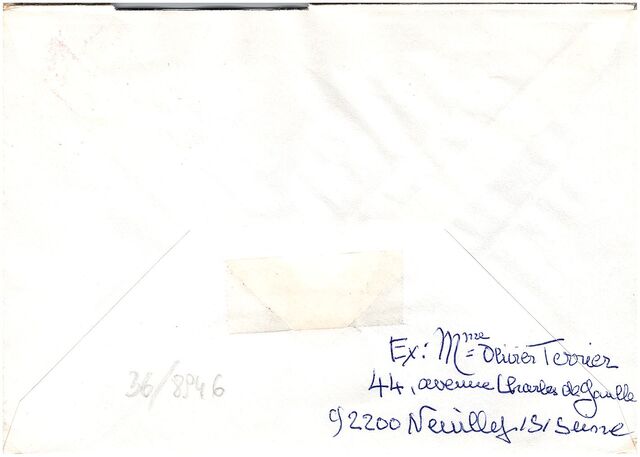 Ex: Mme Olivier Terrier
44, avenue Charles de Gaulle
92200 Neuilly /S/ Seine
36/8946